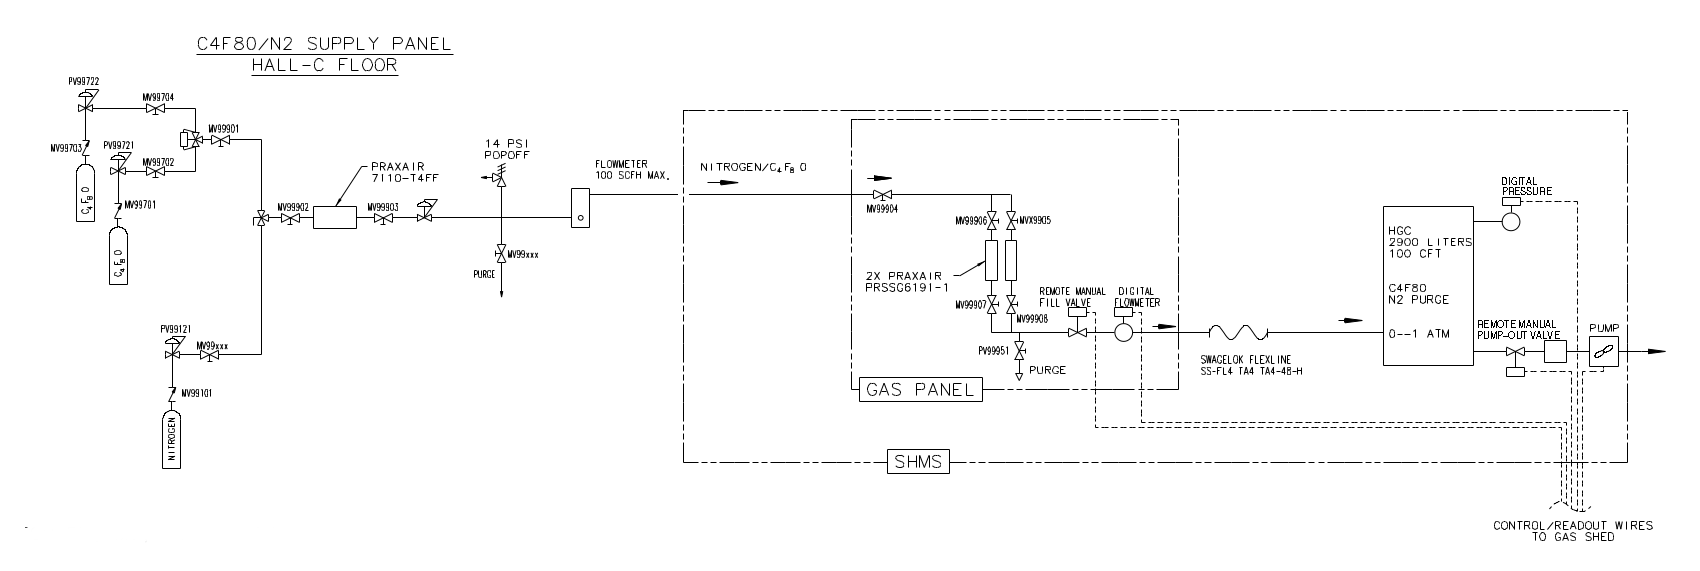 C4F80/N2 SUPPLY PANEL
HALL-C FLOOR
PV99722
MV99704
MV99901
MV99703
PV99721
MV99702
C4F8O
MV99701
C4F8O
PRAXAIR
7110-T4FF
MV99902
MV99903
14 PSI
POPOFF
FLOWMETER
100 SCFH MAX.
MV99xxx
PURGE
PV99121
MV99xxx
MV99101
NITROGEN
NITROGEN/C4F8O
MV99904
MV99906
MVX9905
2X PRAXAIR
PRSSG6191-1
MV99907
MV99908
REMOTE MANUAL
FILL VALVE
DIGITAL
FLOWMETER
PV99951
PURGE
GAS PANEL
SHMS
SWAGELOK FLEXLINE
SS-FL4 TA4 TA4-48-H
HGC
2900 LITERS
100 CFT
C4F80
N2 PURGE
0--1 ATM
DIGITAL
PRESSURE
REMOTE MANUAL
PUMP-OUT VALVE
PUMP
CONTROL/READOUT WIRES
TO GAS SHED